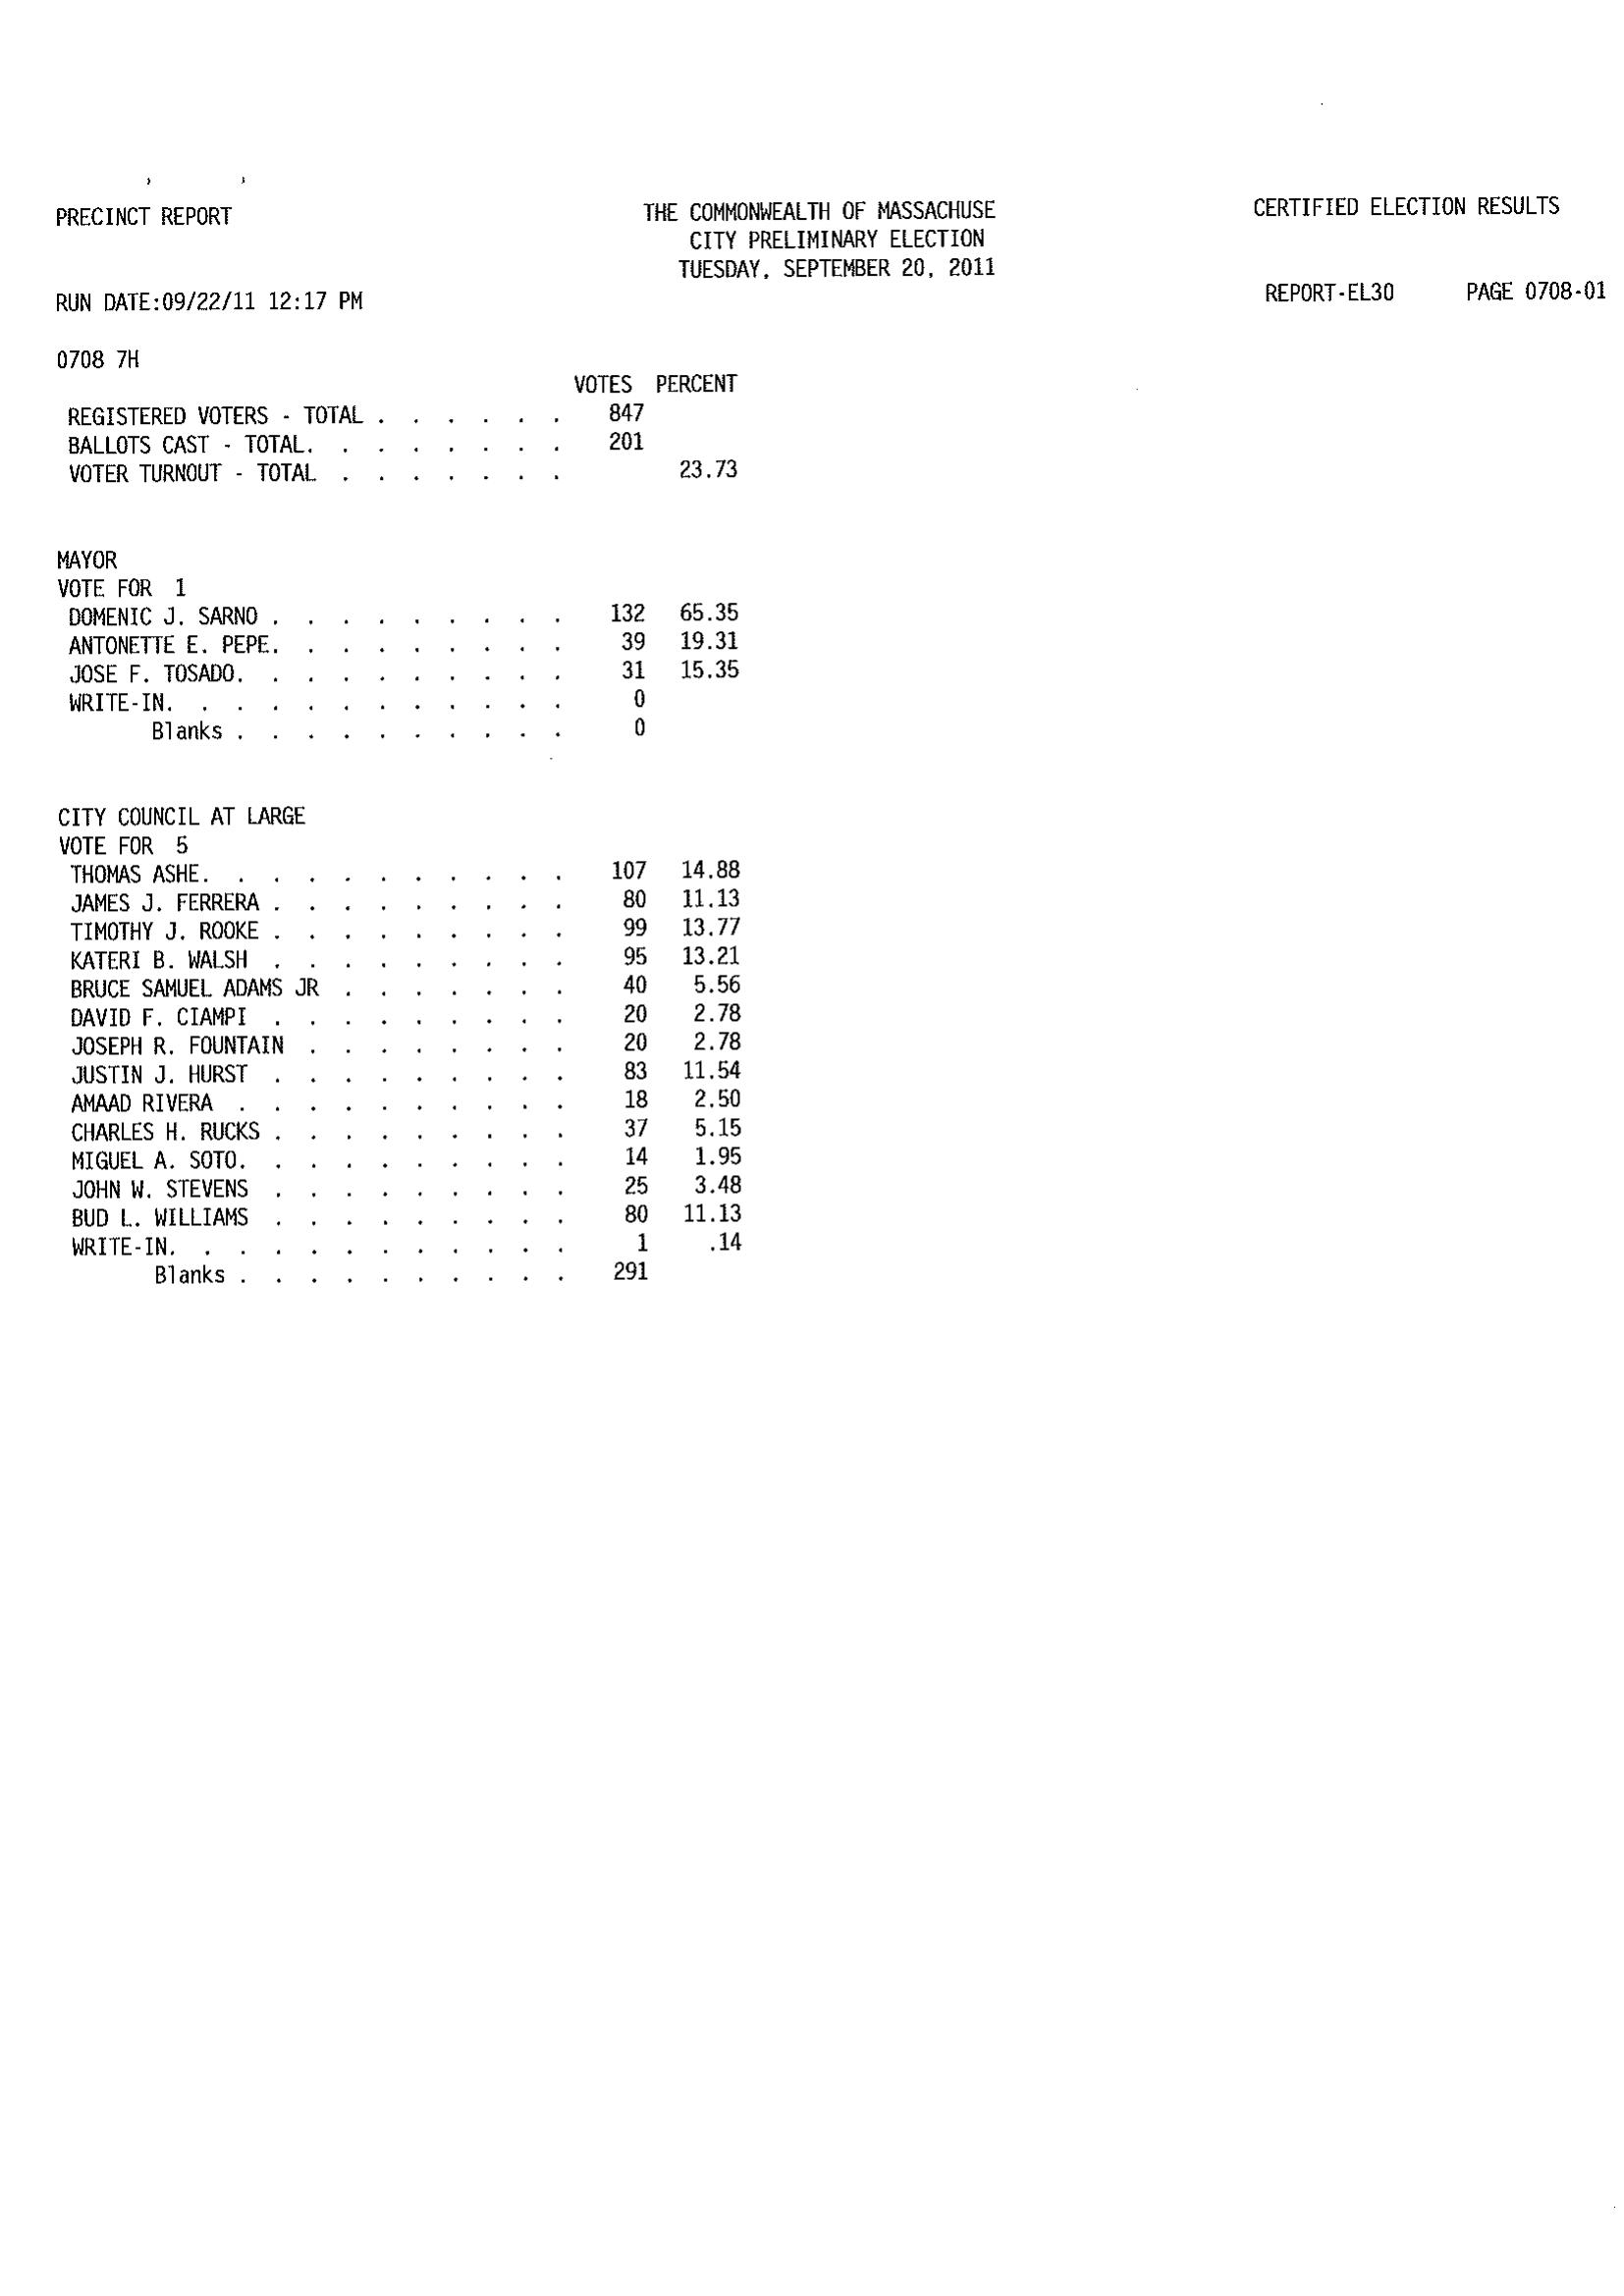 PRECINCT REPORT
THE COMMONWEALTH OF MASSACHUSE
CERTIFIED ELECTION RESULTS
CITY PRELIMINARY ELECTION
TUESDAY, SEPTEMBER 20, 2011
RUN DATE:09/22/11 12:17 PM
REPORT-EL30 PAGE 0708-01
0708 7H
VOTES PERCENT
REGISTERED VOTERS - TOTAL . . . . . . 847
BALLOTS CAST - TOTAL. . . . . . . . 201
VOTER TURNOUT - TOTAL . . . . . . . 23.73
MAYOR
VOTE FOR 1
DOMENIC J. SARNO . . . . . . . . . 132 65.35
ANTONETTE E. PEPE. . . . . . . . . 39 19.31
JOSE F. TOSADO. . . . . . . . . . 31 15.35
WRITE-IN. . . . . . . . . . . . 0
Blanks . . . . . . . . . . 0
CITY COUNCIL AT LARGE
VOTE FOR 5
THOMAS ASHE. . . . . . . . . . . 107 14.88
JAMES J. FERRERA . . . . . . . . . 80 11.13
TIMOTHY J. ROOKE . . . . . . . . . 99 13.77
KATERI B. WALSH . . . . . . . . . 95 13.21
BRUCE SAMUEL ADAMS JR . . . . . . . 40 5.56
DAVID F. CIAMPI . . . . . . . . . 20 2.78
JOSEPH R. FOUNTAIN . . . . . . . . 20 2.78
JUSTIN J. HURST . . . . . . . . . 83 11.54
AMAAD RIVERA . . . . . . . . . . 18 2.50
CHARLES H. RUCKS . . . . . . . . . 37 5.15
MIGUEL A. SOTO. . . . . . . . . . 14 1.95
JOHN W. STEVENS . . . . . . . . . 25 3.48
BUD L. WILLIAMS . . . . . . . . . 80 11.13
WRITE-IN. . . . . . . . . . . . 1 .14
Blanks . . . . . . . . . . 291